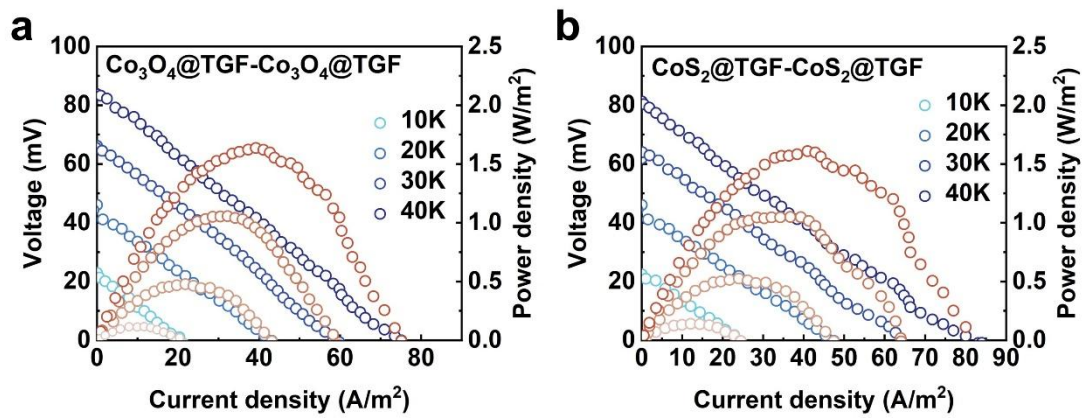 a
Co₃O₄@TGF-Co₃O₄@TGF
10K
20K
30K
40K
Voltage (mV)
100
80
60
40
20
0
Power density (W/m²)
2.5
2.0
1.5
1.0
0.5
0.0
0 20 40 60 80
Current density (A/m²)
b
CoS₂@TGF-CoS₂@TGF
10K
20K
30K
40K
Voltage (mV)
100
80
60
40
20
0
Power density (W/m²)
2.5
2.0
1.5
1.0
0.5
0.0
0 10 20 30 40 50 60 70 80 90
Current density (A/m²)